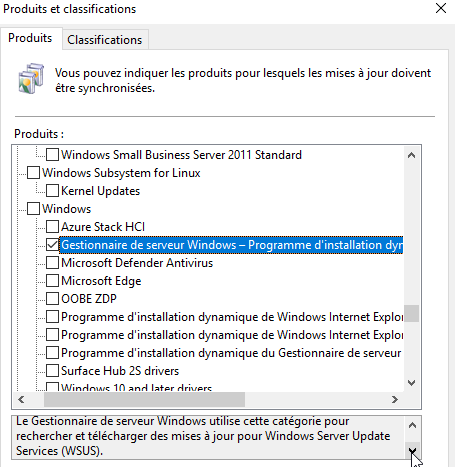 Produits et classifications
Produits
Classifications
Vous pouvez indiquer les produits pour lesquels les mises à jour doivent
être synchronisées.
Produits :
Windows Small Business Server 2011 Standard
Windows Subsystem for Linux
Kernel Updates
Windows
Azure Stack HCI
Gestionnaire de serveur Windows – Programme d'installation dyr
Microsoft Defender Antivirus
Microsoft Edge
OOBE ZDP
Programme d'installation dynamique de Windows Internet Explor
Programme d'installation dynamique de Windows Internet Explor
Programme d'installation dynamique du Gestionnaire de serveur
Surface Hub 2S drivers
Windows 10 and later drivers
Le Gestionnaire de serveur Windows utilise cette catégorie pour
rechercher et télécharger des mises à jour pour Windows Server Update
Services (WSUS).